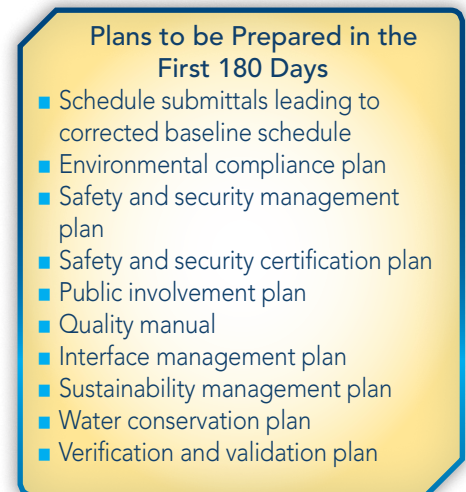 Plans to be Prepared in the
First 180 Days
■ Schedule submittals leading to
corrected baseline schedule
■ Environmental compliance plan
■ Safety and security management
plan
■ Safety and security certification plan
■ Public involvement plan
■ Quality manual
■ Interface management plan
■ Sustainability management plan
■ Water conservation plan
■ Verification and validation plan